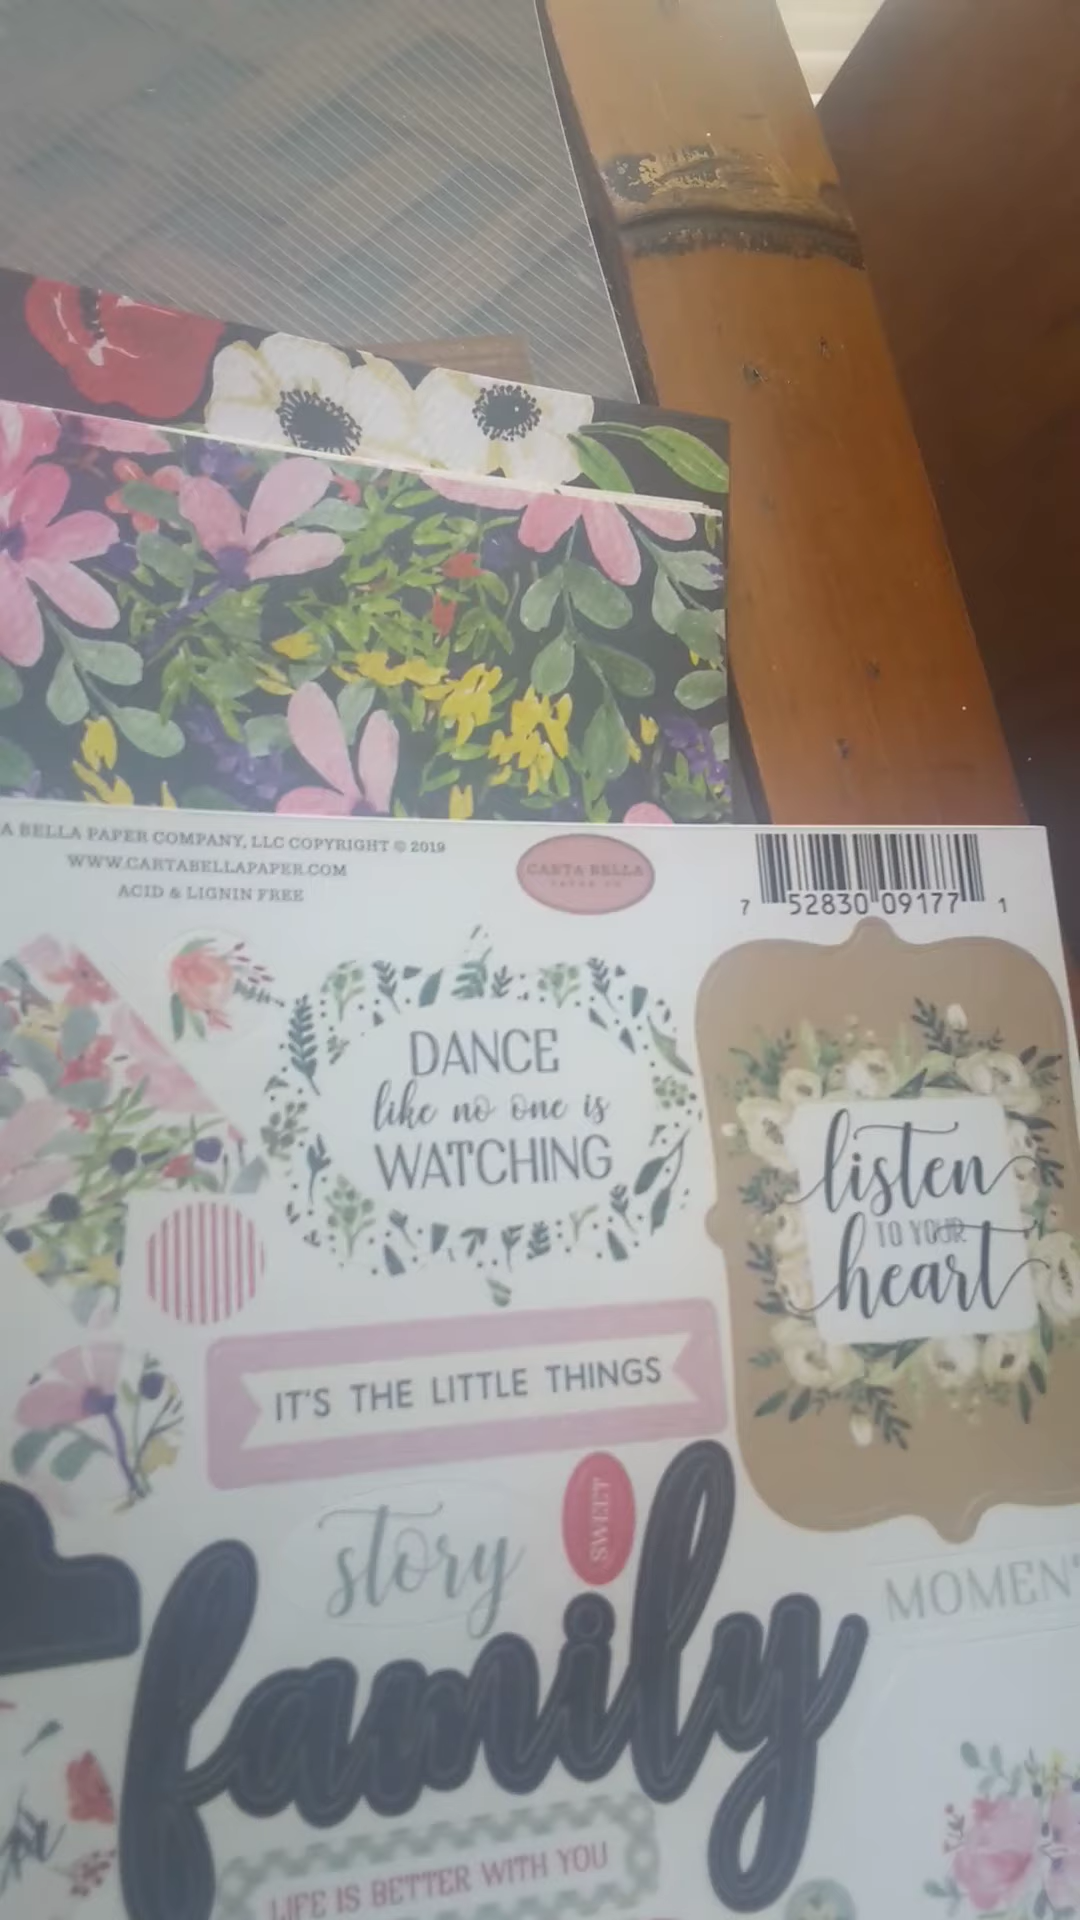 A BELLA PAPER COMPANY, LLC COPYRIGHT © 2019
WWW.CARTABELLAPAPER.COM
ACID & LIGNIN FREE
CARTA BELLA
PAPER CO
7 52830 09177 1
DANCE
like no one is
WATCHING
listen
TO YOUR
heart
IT'S THE LITTLE THINGS
story
SWEET
MOMENT
family
LIFE IS BETTER WITH YOU